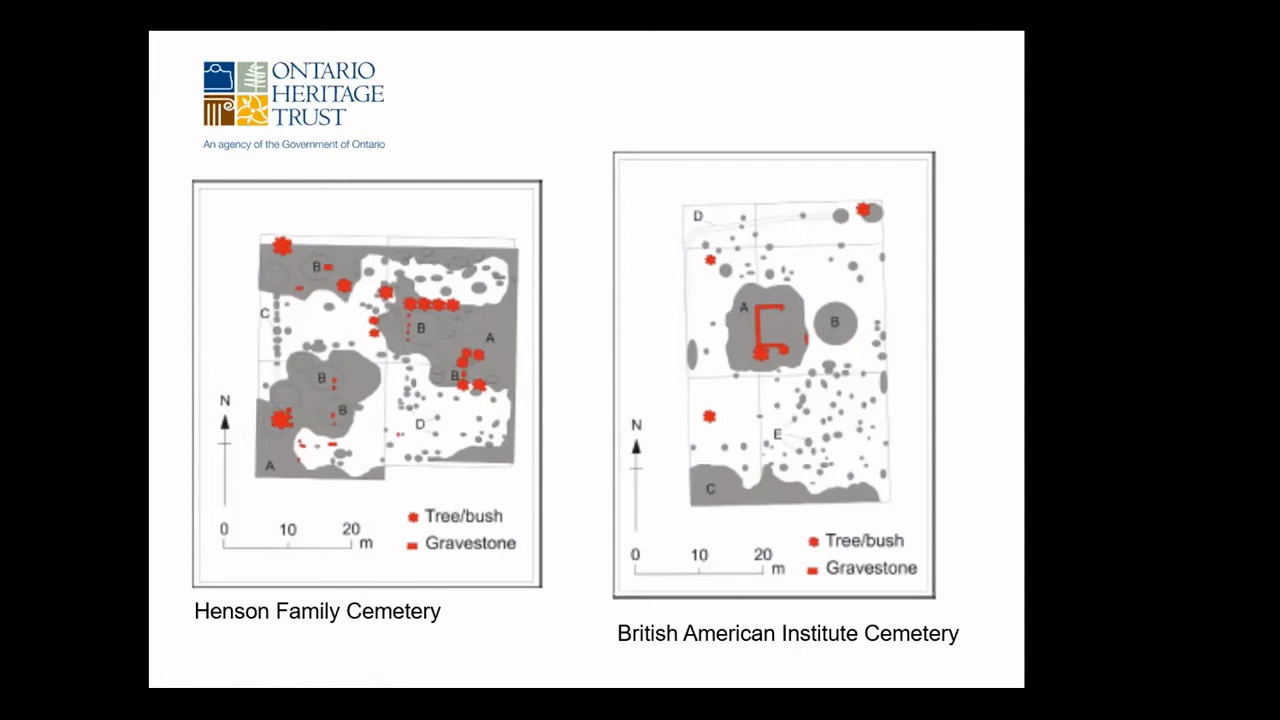 ONTARIO
HERITAGE
TRUST
An agency of the Government of Ontario
B
C
B
A
B
B
B
D
A
N
0 10 20
m
Tree/bush
Gravestone
Henson Family Cemetery
D
A
B
E
C
N
0 10 20
m
Tree/bush
Gravestone
British American Institute Cemetery